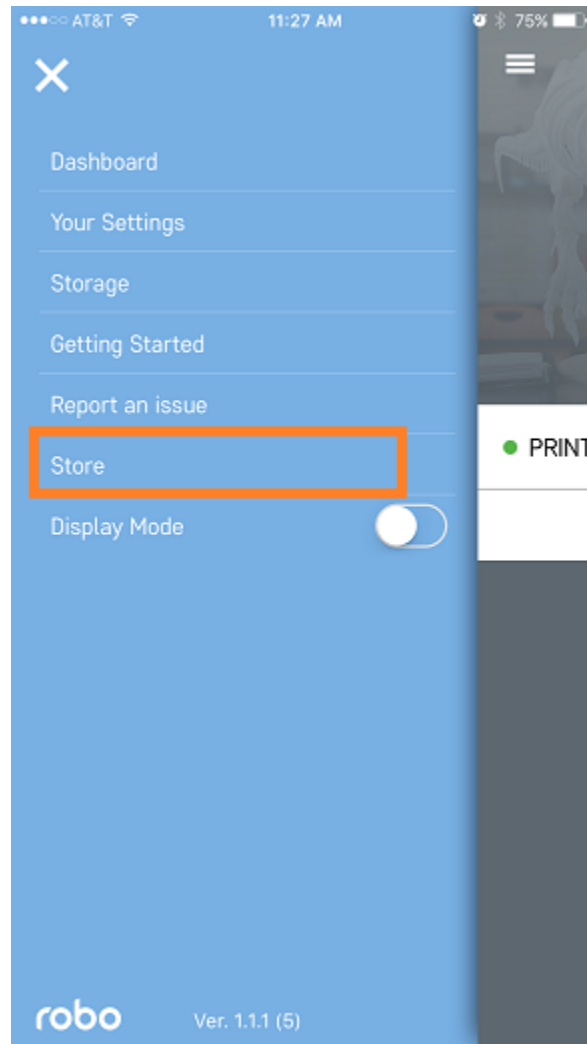 AT&T 11:27 AM 75%
Dashboard
Your Settings
Storage
Getting Started
Report an issue
Store
PRINT
Display Mode
robo Ver. 1.1.1 (5)